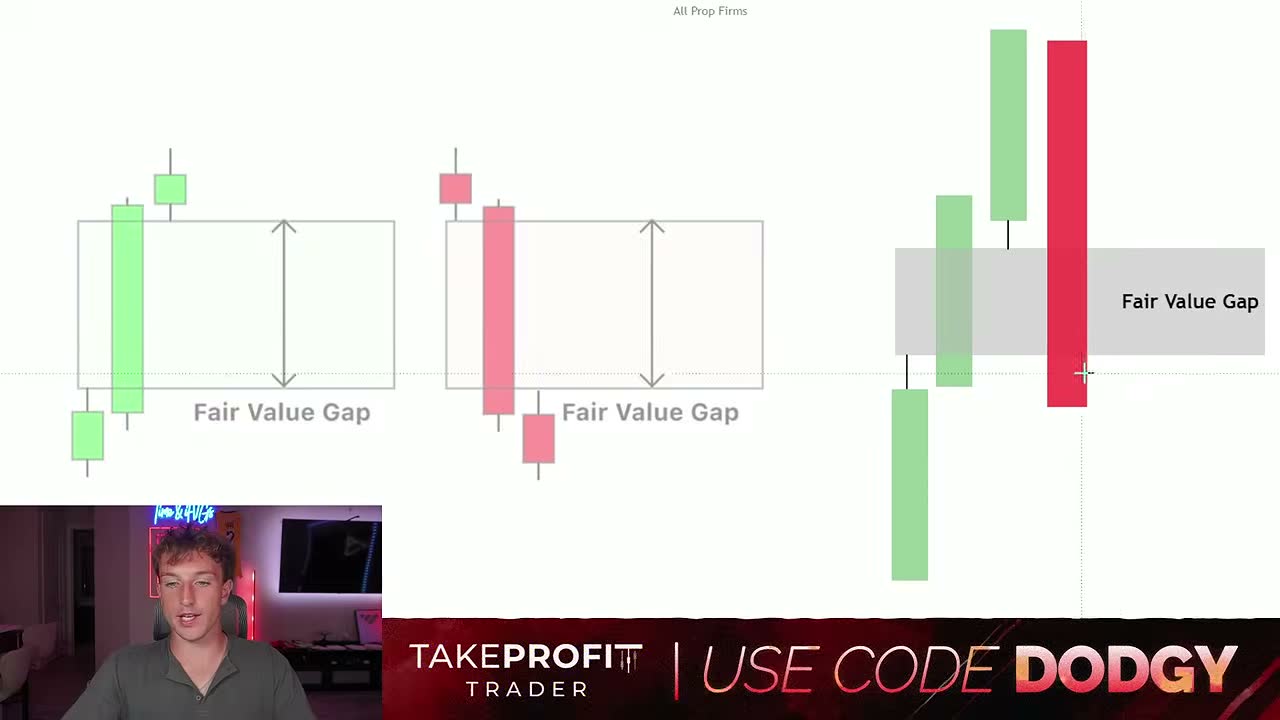 All Prop Firms
Fair Value Gap
Fair Value Gap
Fair Value Gap
TAKEPROFIT
TRADER
USE CODE DODGY